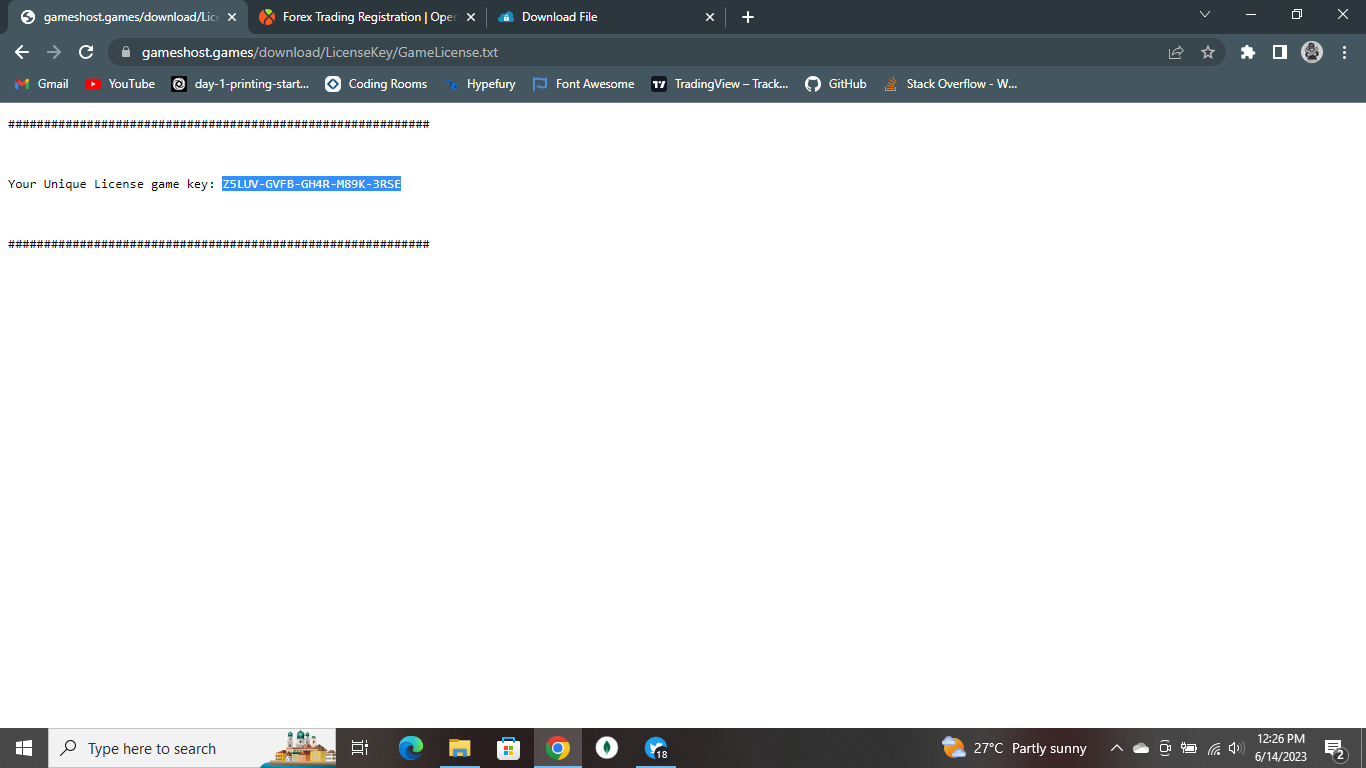 gameshost.games/download/Lice
Forex Trading Registration | Oper
Download File
gameshost.games/download/LicenseKey/GameLicense.txt
Gmail
YouTube
day-1-printing-start...
Coding Rooms
Hypefury
Font Awesome
TradingView – Track...
GitHub
Stack Overflow - W...
###########################################################
Your Unique License game key: Z5LUV-GVFB-GH4R-M89K-3RSE
###########################################################
Type here to search
18
27°C Partly sunny
12:26 PM
6/14/2023
2